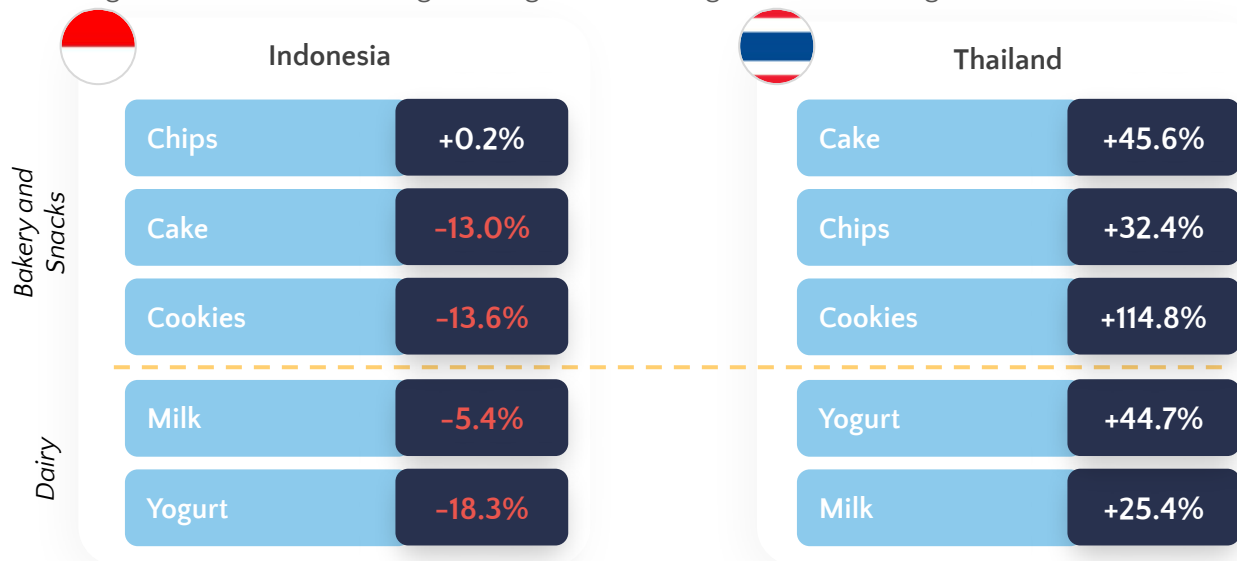 Indonesia
Bakery and
Snacks
Chips
+0.2%
Cake
-13.0%
Cookies
-13.6%
Dairy
Milk
-5.4%
Yogurt
-18.3%
Thailand
Cake
+45.6%
Chips
+32.4%
Cookies
+114.8%
Yogurt
+44.7%
Milk
+25.4%